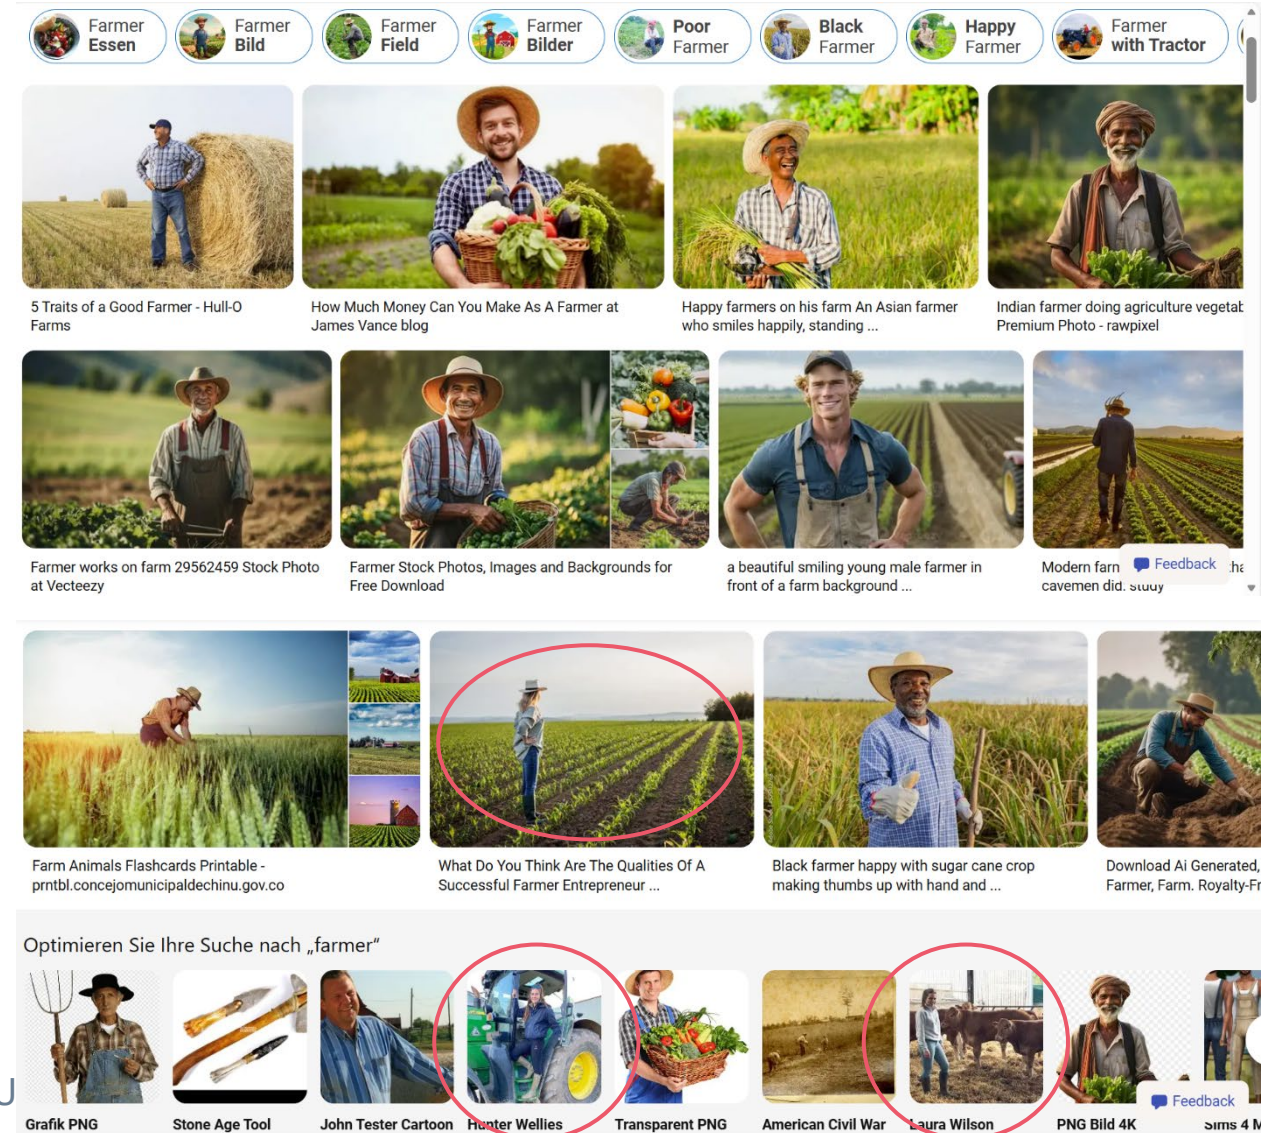 Farmer
Essen
Farmer
Bild
Farmer
Field
Farmer
Bilder
Poor
Farmer
Black
Farmer
Happy
Farmer
Farmer
with Tractor
5 Traits of a Good Farmer - Hull-O
Farms
How Much Money Can You Make As A Farmer at
James Vance blog
Happy farmers on his farm An Asian farmer
who smiles happily, standing ...
Indian farmer doing agriculture vegetab
Premium Photo - rawpixel
Farmer works on farm 29562459 Stock Photo
at Vecteezy
Farmer Stock Photos, Images and Backgrounds for
Free Download
a beautiful smiling young male farmer in
front of a farm background ...
Modern farm
cavemen did. study
Feedback
Farm Animals Flashcards Printable -
prntbl.concejomunicipaldechinu.gov.co
What Do You Think Are The Qualities Of A
Successful Farmer Entrepreneur ...
Black farmer happy with sugar cane crop
making thumbs up with hand and ...
Download Ai Generated,
Farmer, Farm. Royalty-Fr
Optimieren Sie Ihre Suche nach „farmer“
U
Grafik PNG
Stone Age Tool
John Tester Cartoon
Hunter Wellies
Transparent PNG
American Civil War
Laura Wilson
PNG Bild 4K
Sims 4 M
Feedback